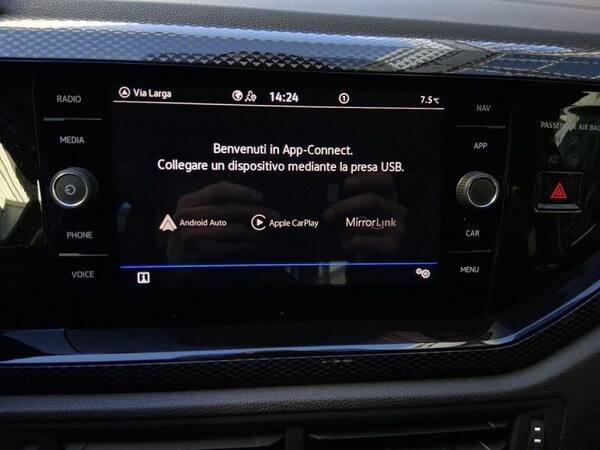 RADIO
MEDIA
PHONE
VOICE
Via Larga 14:24 1 7.5°C
Benvenuti in App-Connect.
Collegare un dispositivo mediante la presa USB.
Android Auto Apple CarPlay MirrorLink
NAV
APP
CAR
MENU
PASSENGER AIR BAG